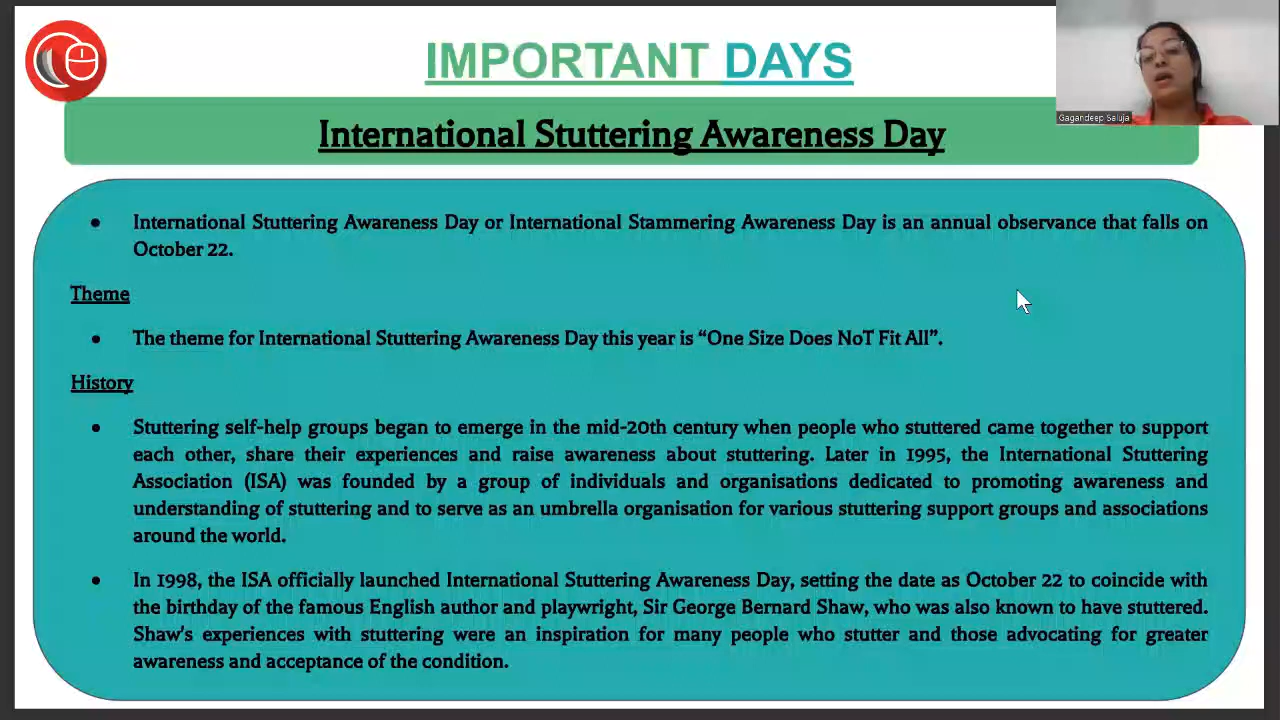 IMPORTANT DAYS
Gagandeep Saluja
International Stuttering Awareness Day
• International Stuttering Awareness Day or International Stammering Awareness Day is an annual observance that falls on
October 22.
Theme
• The theme for International Stuttering Awareness Day this year is “One Size Does NoT Fit All”.
History
• Stuttering self-help groups began to emerge in the mid-20th century when people who stuttered came together to support
each other, share their experiences and raise awareness about stuttering. Later in 1995, the International Stuttering
Association (ISA) was founded by a group of individuals and organisations dedicated to promoting awareness and
understanding of stuttering and to serve as an umbrella organisation for various stuttering support groups and associations
around the world.
• In 1998, the ISA officially launched International Stuttering Awareness Day, setting the date as October 22 to coincide with
the birthday of the famous English author and playwright, Sir George Bernard Shaw, who was also known to have stuttered.
Shaw's experiences with stuttering were an inspiration for many people who stutter and those advocating for greater
awareness and acceptance of the condition.